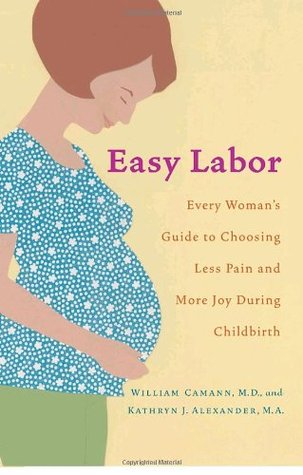 Easy Labor
Every Woman's
Guide to Choosing
Less Pain and
More Joy During
Childbirth
William Camann, M.D., and
Kathryn J. Alexander, M.A.